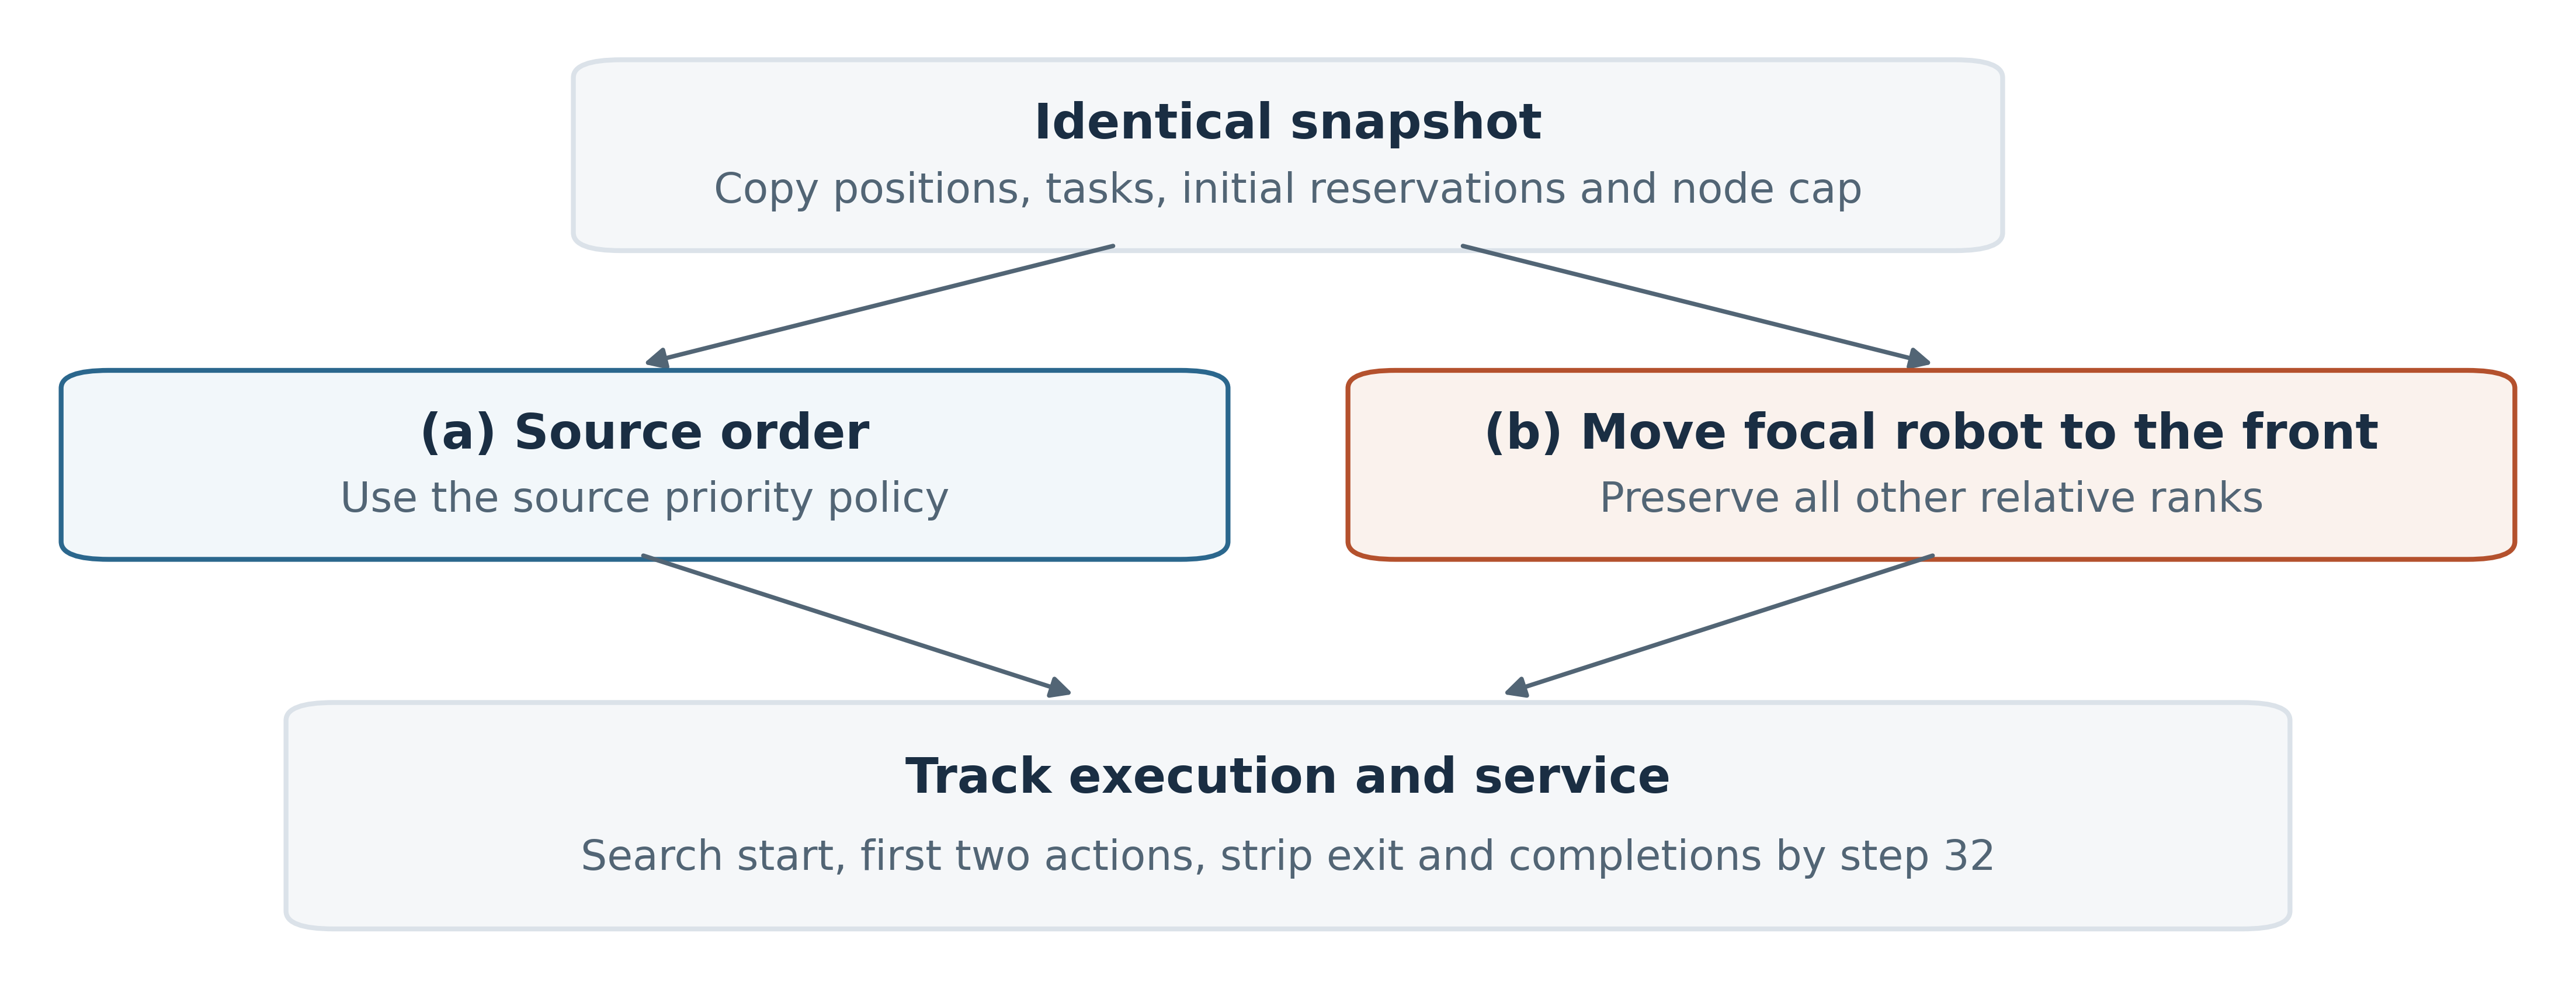 Identical snapshot
Copy positions, tasks, initial reservations and node cap
(a) Source order
Use the source priority policy
(b) Move focal robot to the front
Preserve all other relative ranks
Track execution and service
Search start, first two actions, strip exit and completions by step 32